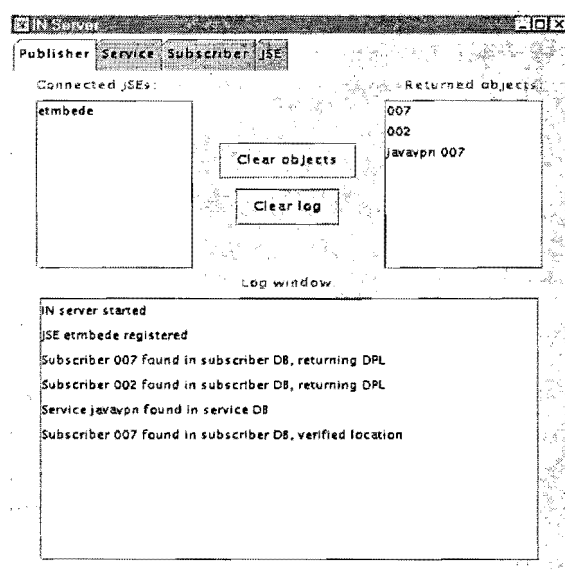 IN Server
Publisher Service Subscriber JSE
Connected JSEs:
Returned objects:
etmbede
007
002
javavpn 007
Clear objects
Clear log
Log window
IN server started
JSE etmbede registered
Subscriber 007 found in subscriber DB, returning DPL
Subscriber 002 found in subscriber DB, returning DPL
Service javavpn found in service DB
Subscriber 007 found in subscriber DB, verified location